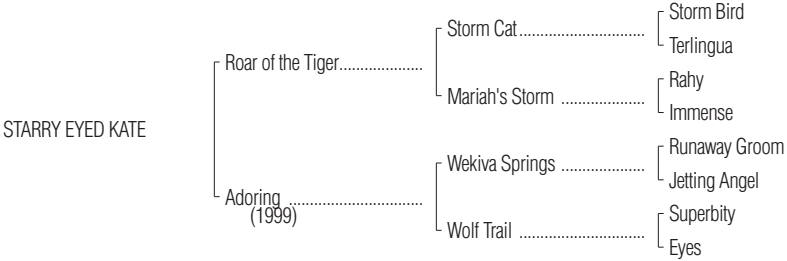 Storm Bird
Storm Cat..............................
Terlingua
Roar of the Tiger...................
Rahy
Mariah's Storm ....................
Immense
STARRY EYED KATE
Runaway Groom
Wekiva Springs ....................
Jetting Angel
Adoring ................................
(1999)
Superbity
Wolf Trail ..............................
Eyes